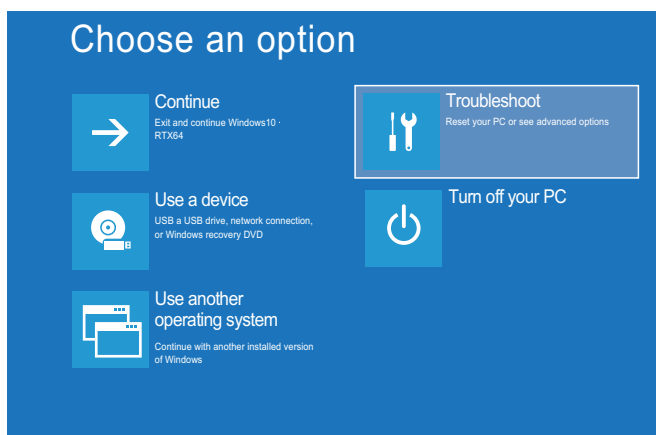 Choose an option
Continue
Exit and continue Windows10 ·
RTX64
Troubleshoot
Reset your PC or see advanced options
Use a device
USB a USB drive, network connection,
or Windows recovery DVD
Turn off your PC
Use another
operating system
Continue with another installed version
of Windows